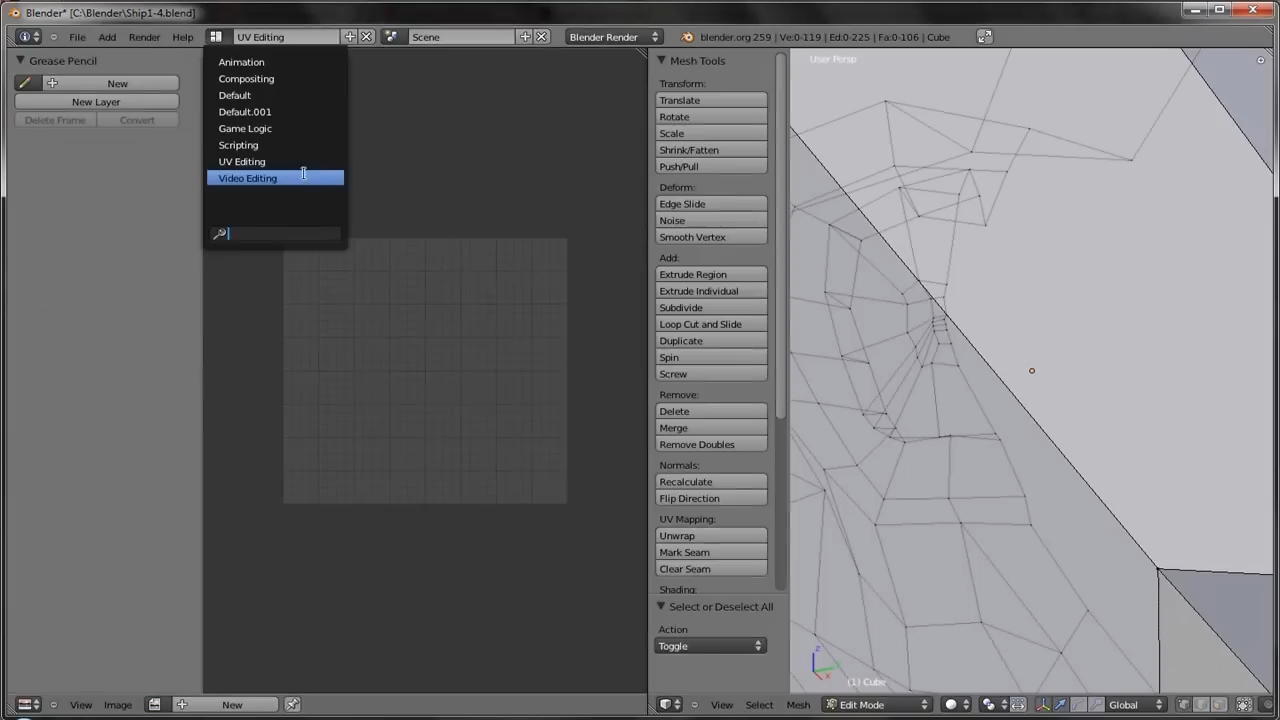 Blender* [C:\Blender\Ship1-4.blend]
File Add Render Help UV Editing Scene Blender Render blender.org 259 | Ve:0-119 | Ed:0-225 | Fa:0-106 | Cube
Grease Pencil
New
New Layer
Delete Frame Convert
Animation
Compositing
Default
Default.001
Game Logic
Scripting
UV Editing
Video Editing
Mesh Tools
Transform:
Translate
Rotate
Scale
Shrink/Fatten
Push/Pull
Deform:
Edge Slide
Noise
Smooth Vertex
Add:
Extrude Region
Extrude Individual
Subdivide
Loop Cut and Slide
Duplicate
Spin
Screw
Remove:
Delete
Merge
Remove Doubles
Normals:
Recalculate
Flip Direction
UV Mapping:
Unwrap
Mark Seam
Clear Seam
Shading:
Select or Deselect All
Action
Toggle
User Persp
z
y
x
(1) Cube
View Image New
View Select Mesh Edit Mode Global